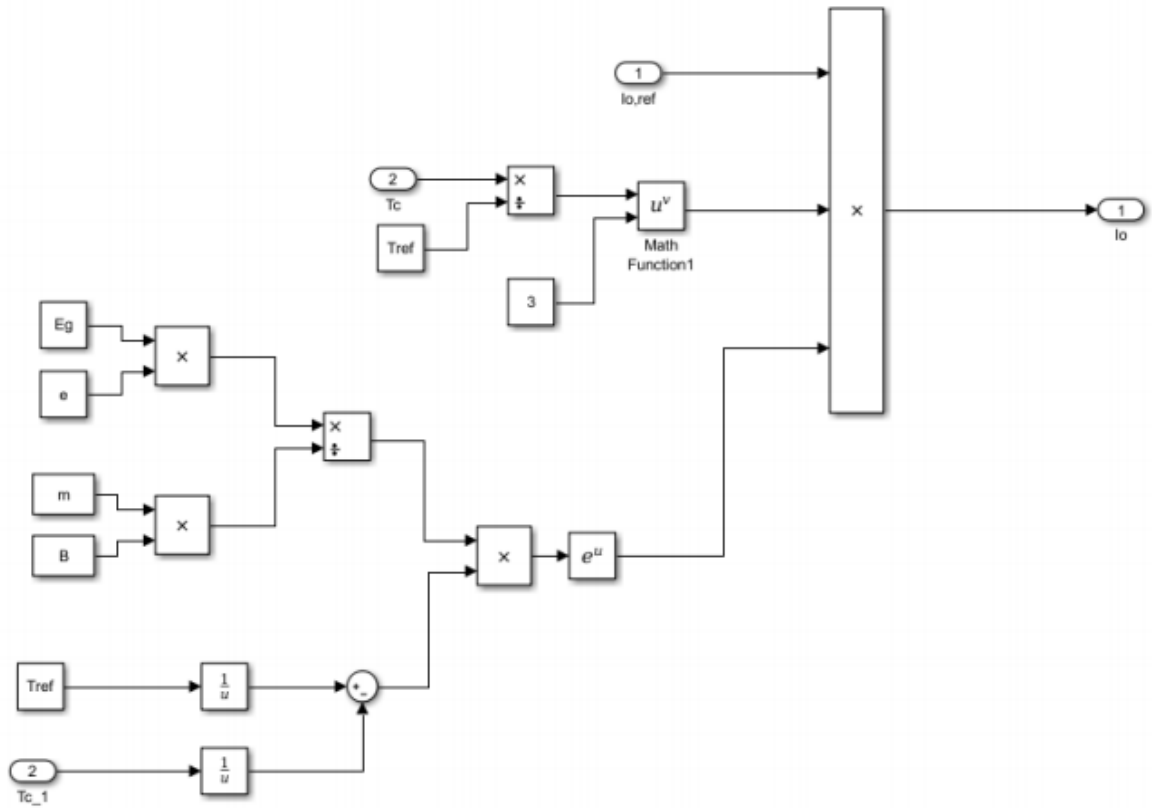 1
Io,ref
2
Tc
×
÷
Tref
u^v
Math
Function1
3
×
1
Io
Eg
e
×
×
÷
m
B
×
×
e^u
Tref
1
u
+
−
2
Tc_1
1
u